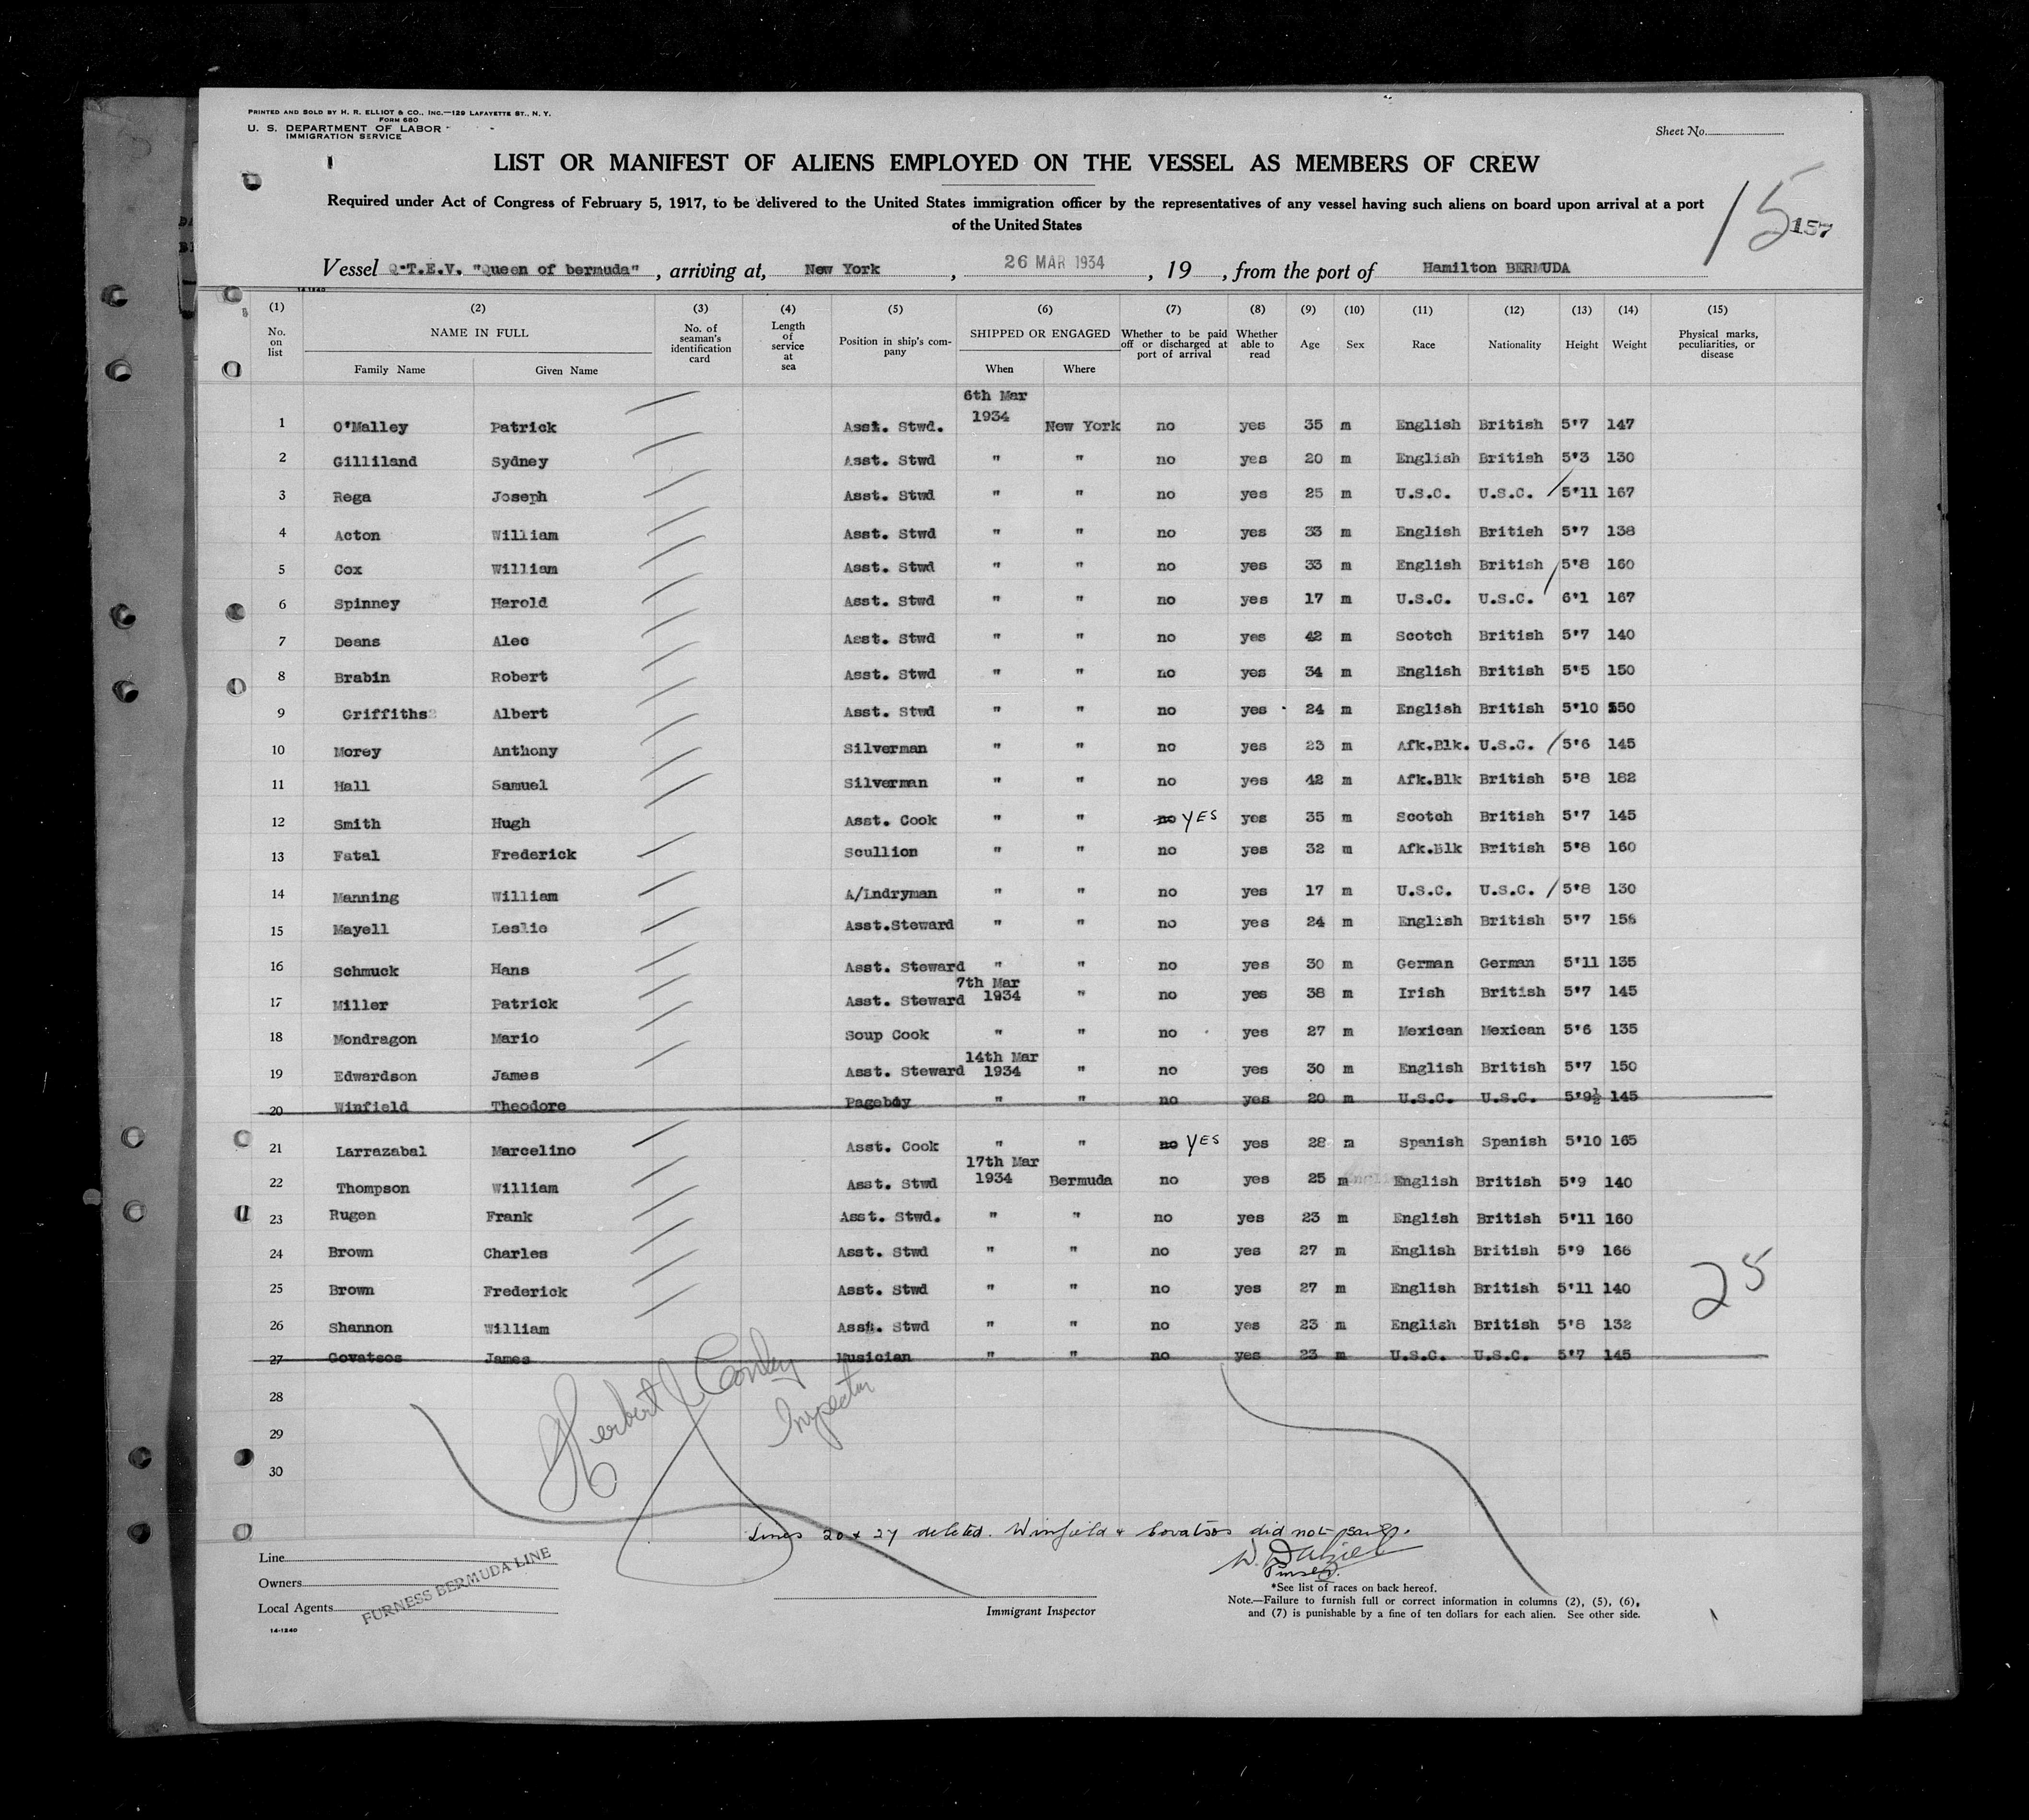 PRINTED AND SOLD BY H. R. ELLIOT & CO., INC.—129 LAFAYETTE ST., N. Y.
FORM 680
U. S. DEPARTMENT OF LABOR
IMMIGRATION SERVICE
Sheet No.
LIST OR MANIFEST OF ALIENS EMPLOYED ON THE VESSEL AS MEMBERS OF CREW
Required under Act of Congress of February 5, 1917, to be delivered to the United States immigration officer by the representatives of any vessel having such aliens on board upon arrival at a port
of the United States
15 157
Vessel Q.T.E.V. "Queen of bermuda", arriving at, New York, 26 MAR 1934, 19 , from the port of Hamilton BERMUDA
14-1240
(1) (2) (3) (4) (5) (6) (7) (8) (9) (10) (11) (12) (13) (14) (15)
No. on list NAME IN FULL Family Name Given Name No. of seaman's identification card Length of service at sea Position in ship's company SHIPPED OR ENGAGED When Where Whether to be paid off or discharged at port of arrival Whether able to read Age Sex Race Nationality Height Weight Physical marks, peculiarities, or disease
6th Mar
1 O'Malley Patrick Asst. Stwd. 1934 New York no yes 35 m English British 5'7 147
2 Gilliland Sydney Asst. Stwd " " no yes 20 m English British 5'3 130
3 Rega Joseph Asst. Stwd " " no yes 25 m U.S.C. U.S.C. 5'11 167
4 Acton William Asst. Stwd " " no yes 33 m English British 5'7 138
5 Cox William Asst. Stwd " " no yes 33 m English British 5'8 160
6 Spinney Harold Asst. Stwd " " no yes 17 m U.S.C. U.S.C. 6'1 167
7 Deans Alec Asst. Stwd " " no yes 42 m Scotch British 5'7 140
8 Brabin Robert Asst. Stwd " " no yes 34 m English British 5'5 150
9 Griffiths Albert Asst. Stwd " " no yes 24 m English British 5'10 150
10 Morey Anthony Silverman " " no yes 23 m Afk.Blk. U.S.C. 5'6 145
11 Hall Samuel Silverman " " no yes 42 m Afk.Blk British 5'8 182
12 Smith Hugh Asst. Cook " " no YES yes 35 m Scotch British 5'7 145
13 Fatal Frederick Scullion " " no yes 32 m Afk.Blk British 5'8 160
14 Manning William A/Lndryman " " no yes 17 m U.S.C. U.S.C. 5'8 130
15 Mayell Leslie Asst.Steward " " no yes 24 m English British 5'7 158
16 Schmuck Hans Asst. Steward " " no yes 30 m German German 5'11 135
7th Mar
17 Miller Patrick Asst. Steward 1934 " no yes 38 m Irish British 5'7 145
18 Mondragon Mario Soup Cook " " no yes 27 m Mexican Mexican 5'6 135
14th Mar
19 Edwardson James Asst. Steward 1934 " no yes 30 m English British 5'7 150
20 Winfield Theodore Pageboy " " no yes 20 m U.S.C. U.S.C. 5'9½ 145
21 Larrazabal Marcelino Asst. Cook " " no YES yes 28 m Spanish Spanish 5'10 165
17th Mar
22 Thompson William Asst. Stwd 1934 Bermuda no yes 25 m English British 5'9 140
23 Rugen Frank Asst. Stwd. " " no yes 23 m English British 5'11 160
24 Brown Charles Asst. Stwd " " no yes 27 m English British 5'9 166
25 Brown Frederick Asst. Stwd " " no yes 27 m English British 5'11 140
26 Shannon William Asst. Stwd " " no yes 23 m English British 5'8 132
27 Govatsos James Musician " " no yes 23 m U.S.C. U.S.C. 5'7 145
25
28
29
30
Herbert J. Conley
Inspector
Lines 20 & 27 deleted. Winfield & Govatsos did not sail.
W. Dalziel
Purser.
Line
Owners
Local Agents
FURNESS BERMUDA LINE
14-1240
Immigrant Inspector
*See list of races on back hereof.
Note.—Failure to furnish full or correct information in columns (2), (5), (6),
and (7) is punishable by a fine of ten dollars for each alien. See other side.